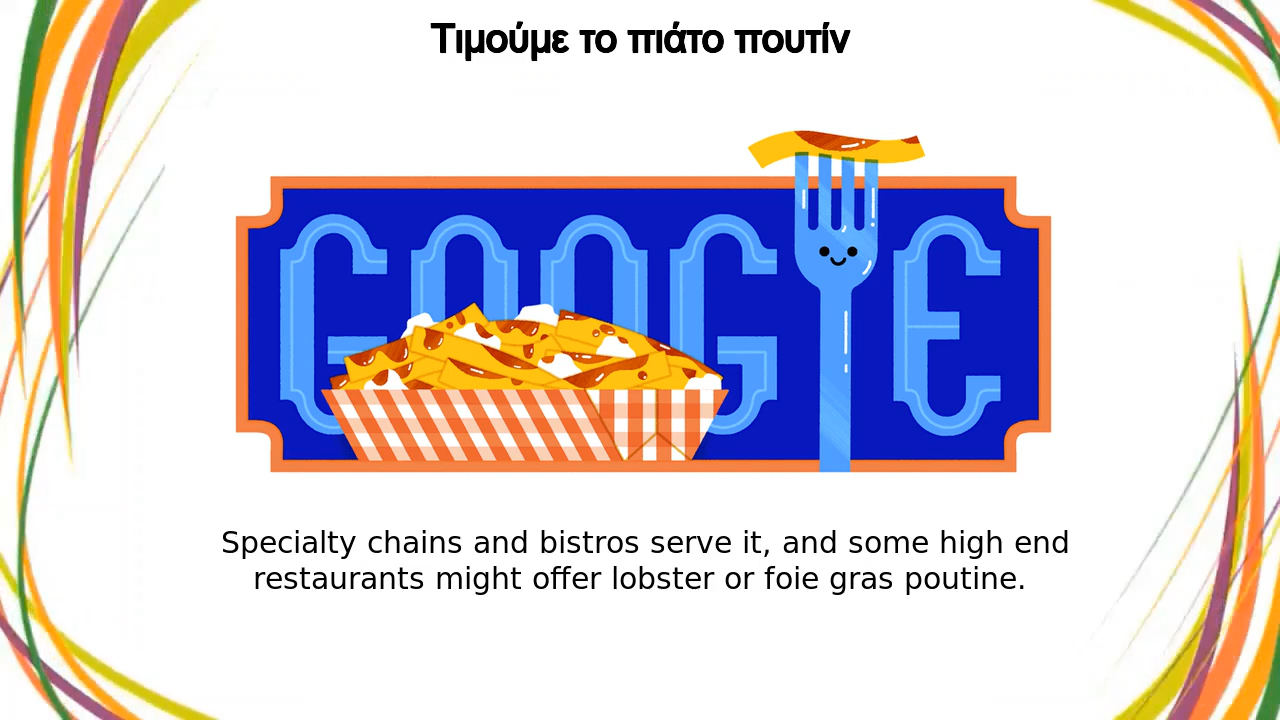 Τιμούμε το πιάτο πουτίν
GOOGLE
Specialty chains and bistros serve it, and some high end
restaurants might offer lobster or foie gras poutine.